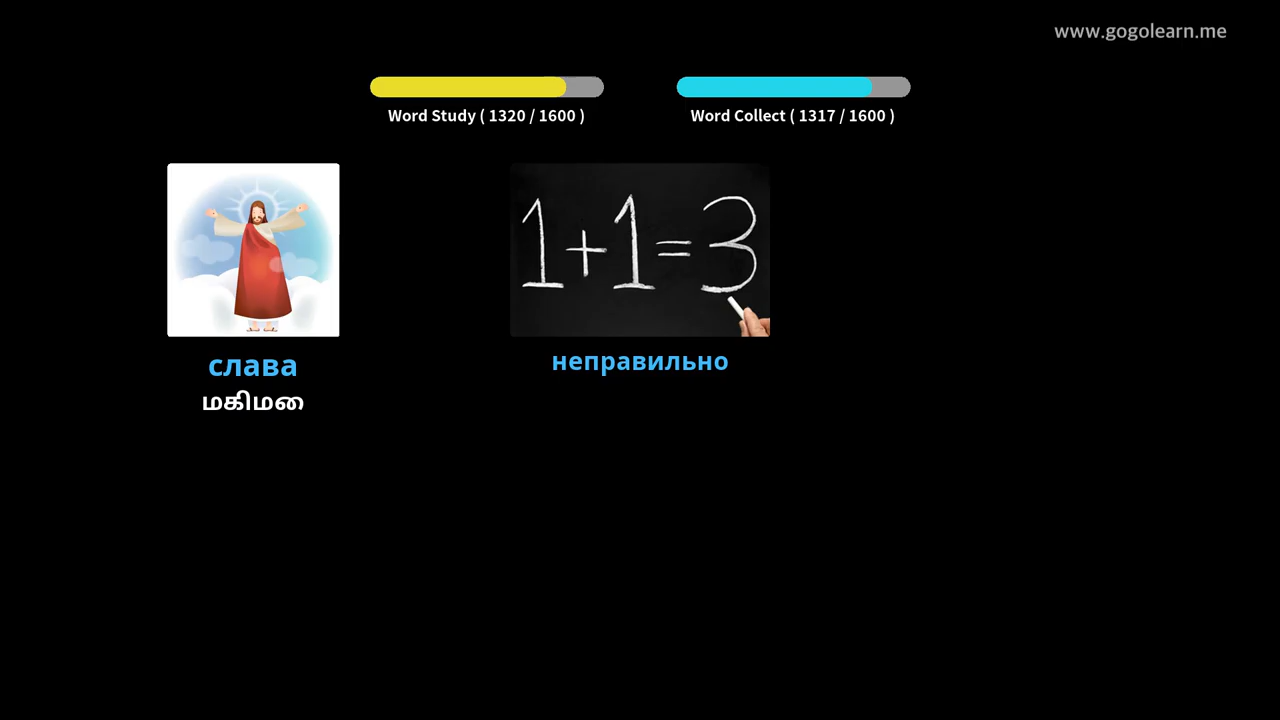 www.gogolearn.me
Word Study ( 1320 / 1600 )
Word Collect ( 1317 / 1600 )
1+1=3
слава
மகிமை
неправильно